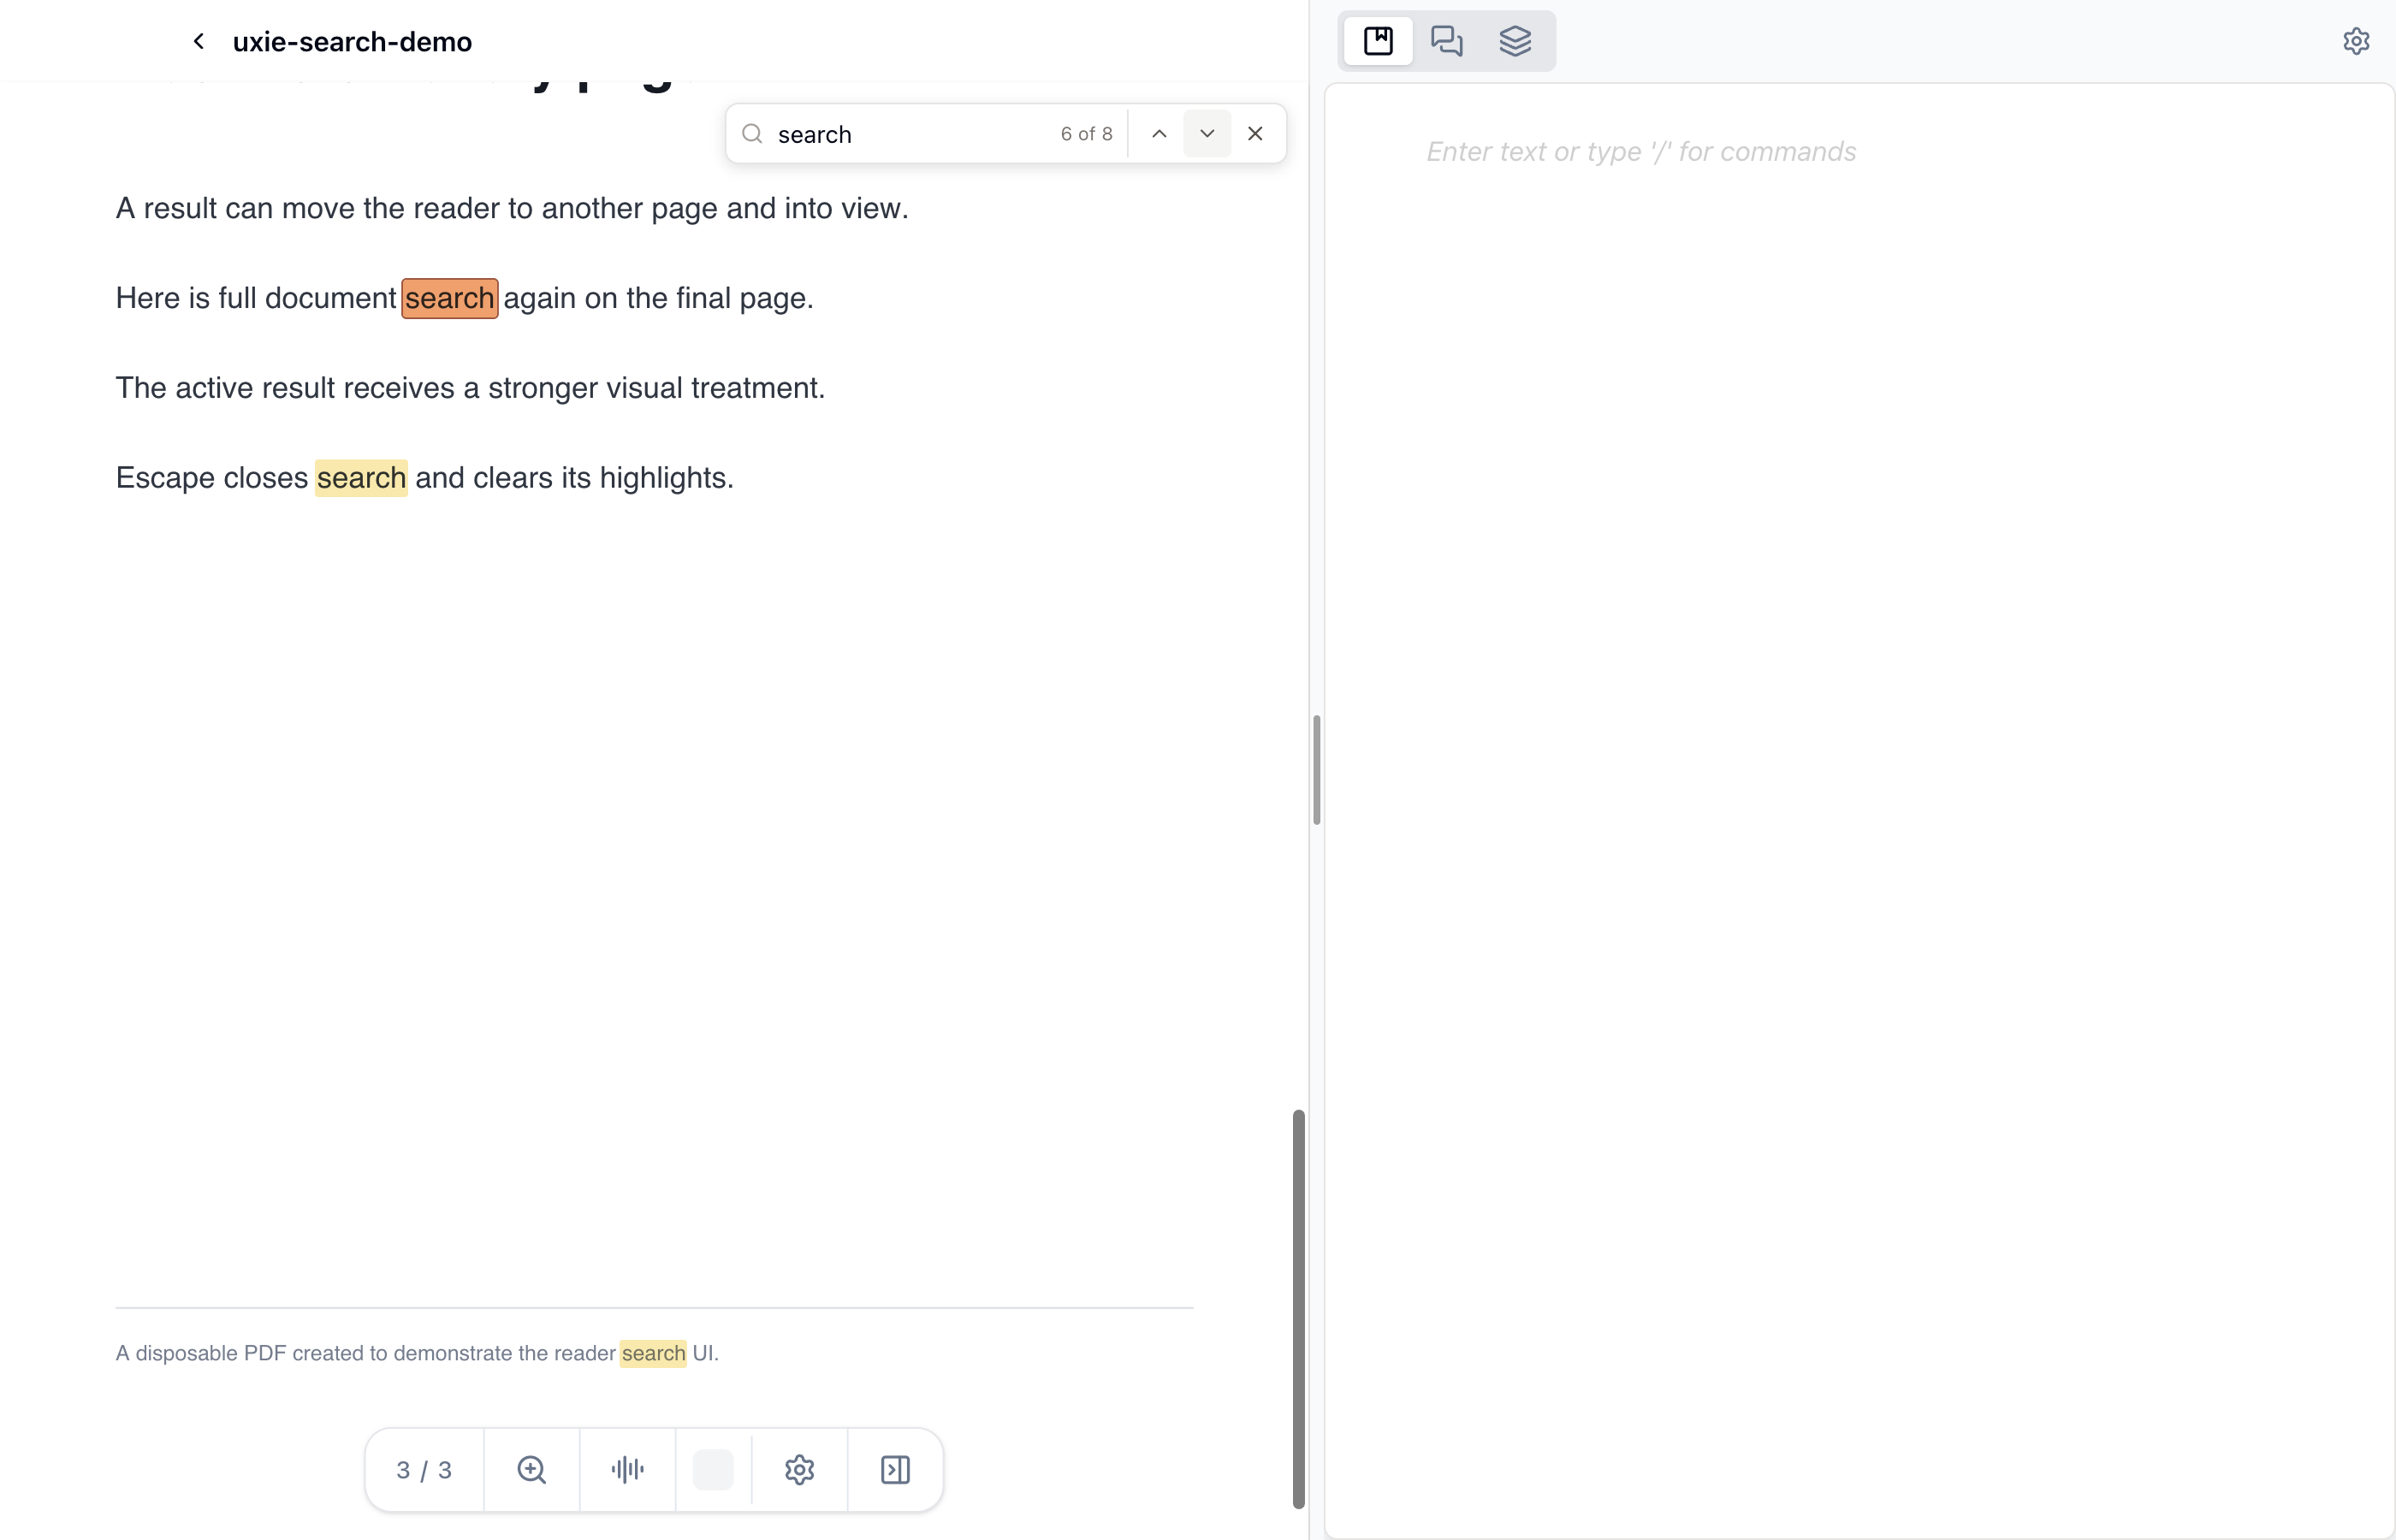 uxie-search-demo
search
6 of 8
A result can move the reader to another page and into view.
Here is full document search again on the final page.
The active result receives a stronger visual treatment.
Escape closes search and clears its highlights.
A disposable PDF created to demonstrate the reader search UI.
3 / 3
Enter text or type '/' for commands